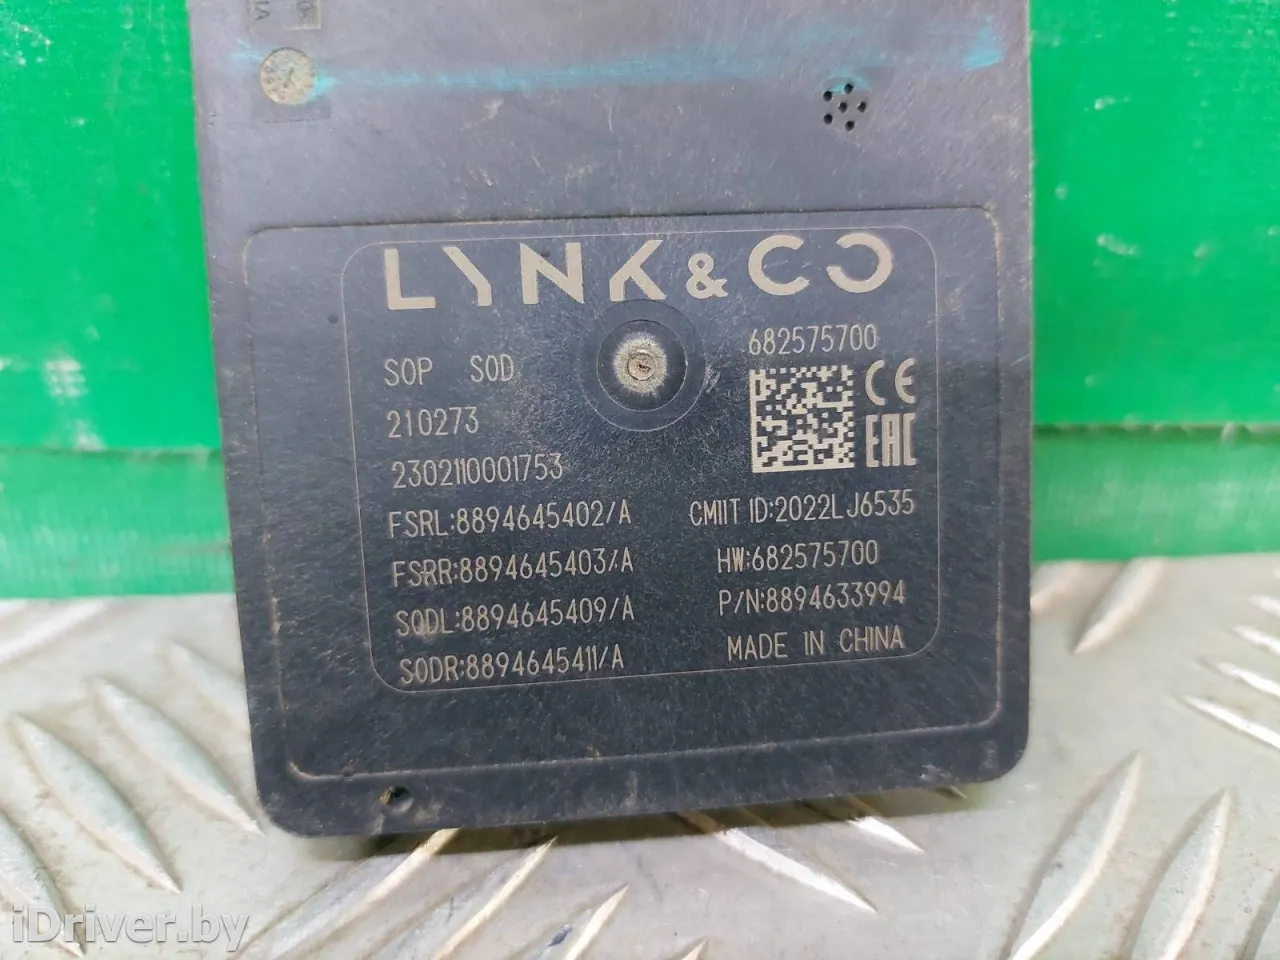 LYNK & CO
682575700
SOP SOD
210273
2302110001753
CE
EAC
FSRL:8894645402/A
FSRR:8894645403/A
SODL:8894645409/A
SODR:8894645411/A
CMIIT ID:2022LJ6535
HW:682575700
P/N:8894633994
MADE IN CHINA
iDriver.by